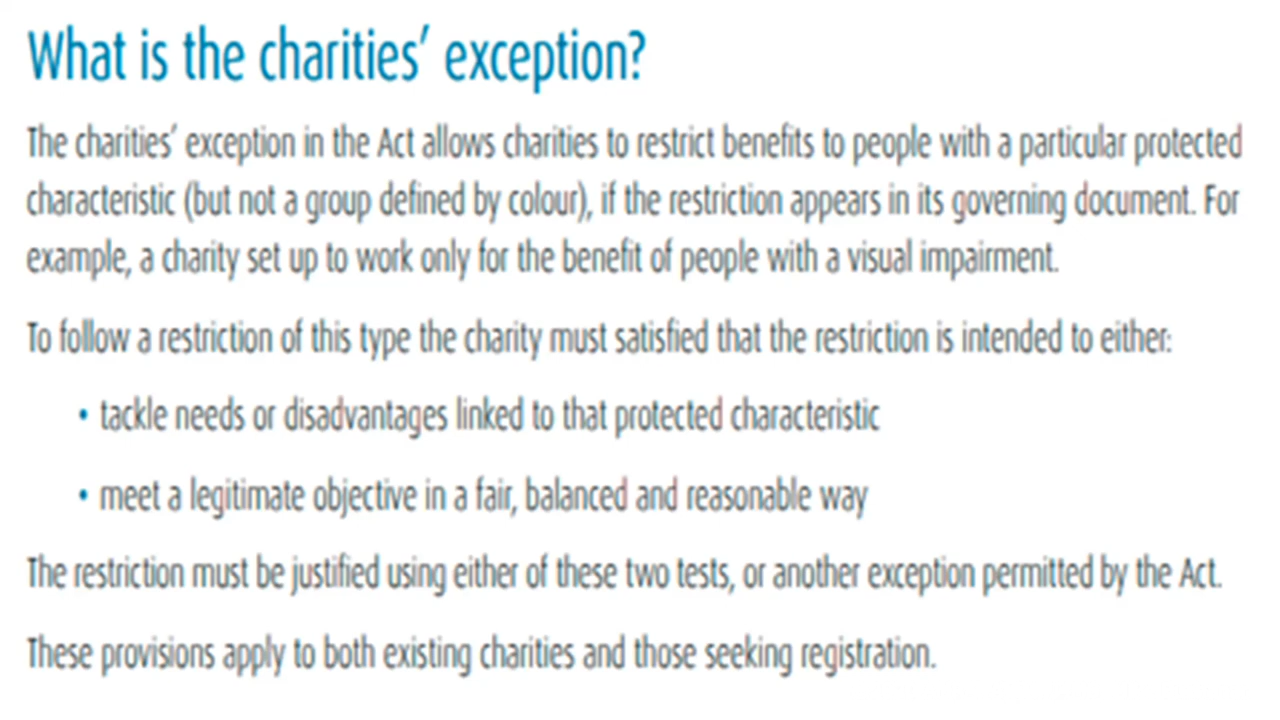 What is the charities’ exception?
The charities’ exception in the Act allows charities to restrict benefits to people with a particular protected
characteristic (but not a group defined by colour), if the restriction appears in its governing document. For
example, a charity set up to work only for the benefit of people with a visual impairment.
To follow a restriction of this type the charity must satisfied that the restriction is intended to either:
• tackle needs or disadvantages linked to that protected characteristic
• meet a legitimate objective in a fair, balanced and reasonable way
The restriction must be justified using either of these two tests, or another exception permitted by the Act.
These provisions apply to both existing charities and those seeking registration.